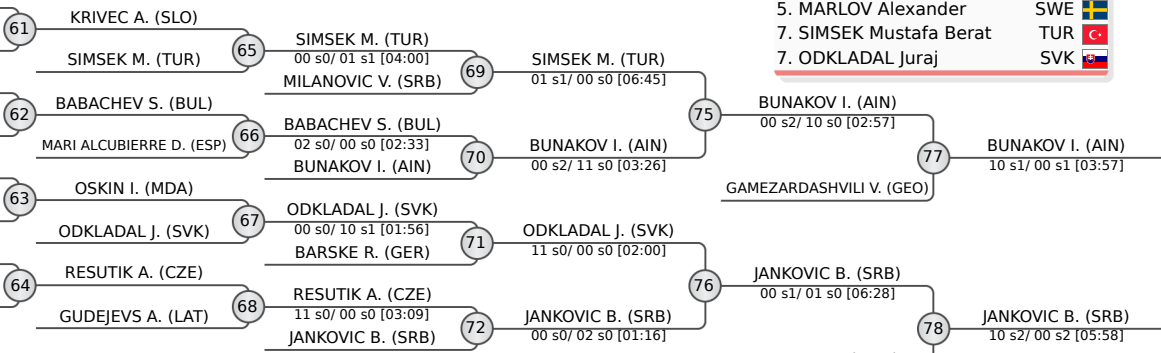 61
KRIVEC A. (SLO)
SIMSEK M. (TUR)
62
BABACHEV S. (BUL)
MARI ALCUBIERRE D. (ESP)
63
OSKIN I. (MDA)
ODKLADAL J. (SVK)
64
RESUTIK A. (CZE)
GUDEJEVS A. (LAT)
65
SIMSEK M. (TUR)
00 s0/ 01 s1 [04:00]
MILANOVIC V. (SRB)
66
BABACHEV S. (BUL)
02 s0/ 00 s0 [02:33]
BUNAKOV I. (AIN)
67
ODKLADAL J. (SVK)
00 s0/ 10 s1 [01:56]
BARSKE R. (GER)
68
RESUTIK A. (CZE)
11 s0/ 00 s0 [03:09]
JANKOVIC B. (SRB)
69
SIMSEK M. (TUR)
01 s1/ 00 s0 [06:45]
70
BUNAKOV I. (AIN)
00 s2/ 11 s0 [03:26]
71
ODKLADAL J. (SVK)
11 s0/ 00 s0 [02:00]
72
JANKOVIC B. (SRB)
00 s0/ 02 s0 [01:16]
75
BUNAKOV I. (AIN)
00 s2/ 10 s0 [02:57]
GAMEZARDASHVILI V. (GEO)
76
JANKOVIC B. (SRB)
00 s1/ 01 s0 [06:28]
77
BUNAKOV I. (AIN)
10 s1/ 00 s1 [03:57]
78
JANKOVIC B. (SRB)
10 s2/ 00 s2 [05:58]
5. MARLOV Alexander SWE
7. SIMSEK Mustafa Berat TUR
7. ODKLADAL Juraj SVK